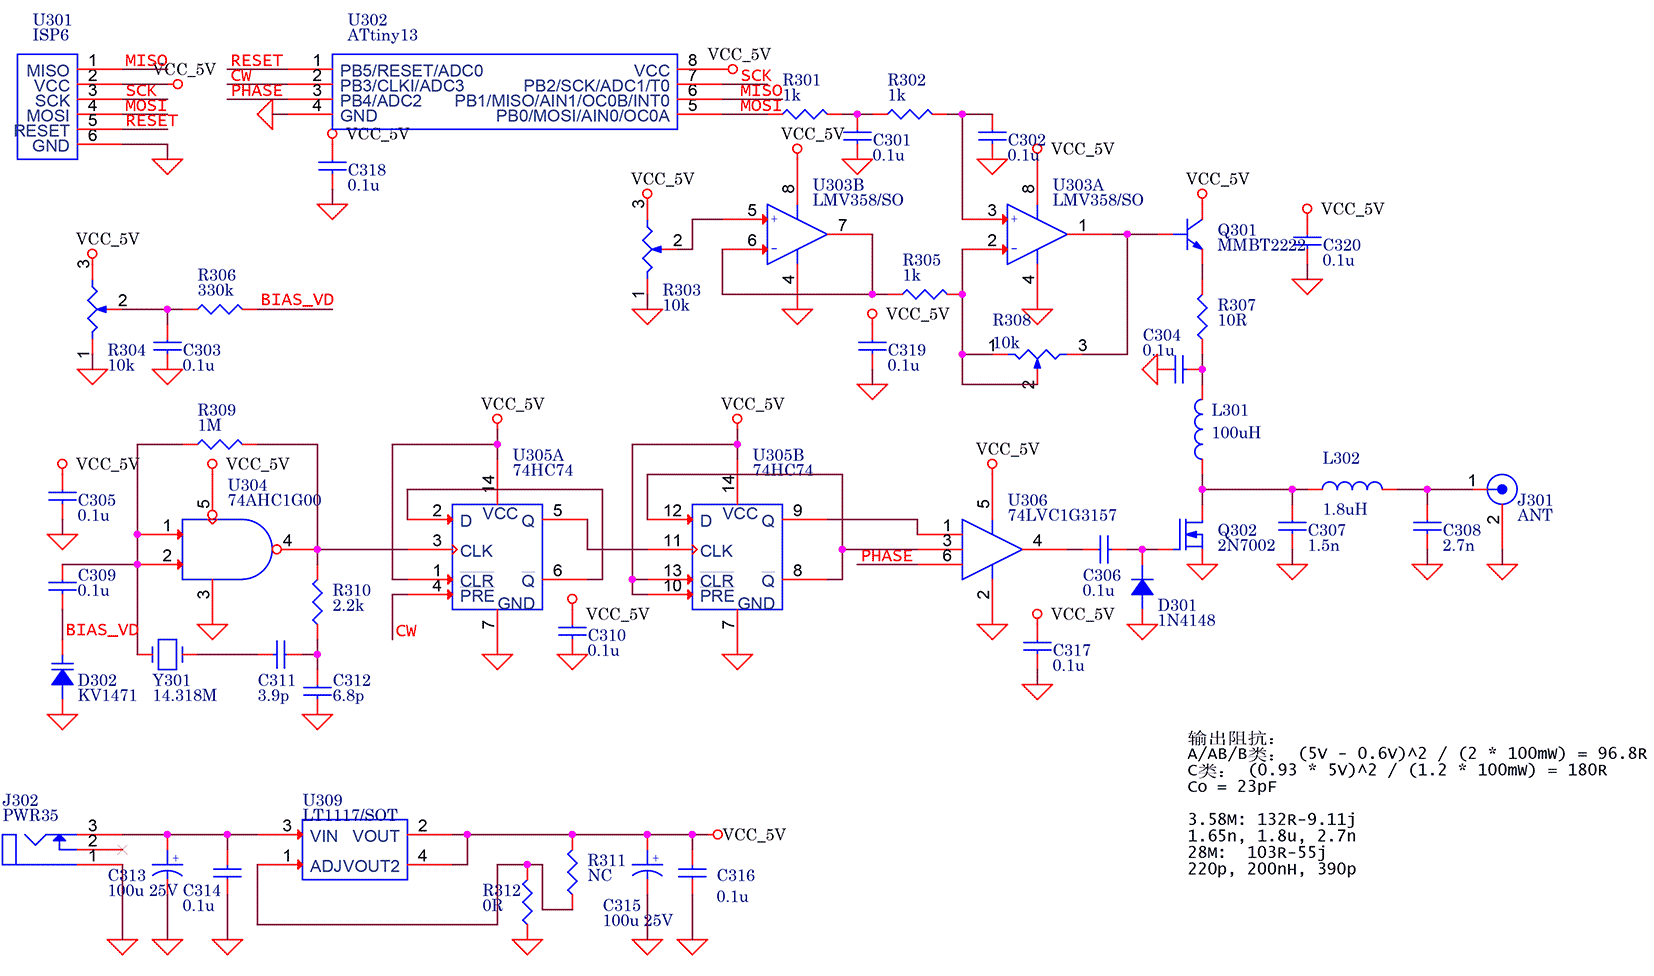 U301
ISP6
MISO
VCC
SCK
MOSI
RESET
GND
1
2
3
4
5
6
MISO
VCC_5V
SCK
MOSI
RESET
U302
ATtiny13
RESET
CW
PHASE
1
2
3
4
PB5/RESET/ADC0
PB3/CLKI/ADC3
PB4/ADC2
GND
VCC
PB2/SCK/ADC1/T0
PB1/MISO/AIN1/OC0B/INT0
PB0/MOSI/AIN0/OC0A
8
7
6
5
VCC_5V
SCK
MISO
MOSI
R301
1k
R302
1k
C301
0.1u
C302
0.1u
VCC_5V
C318
0.1u
VCC_5V
VCC_5V
U303B
LMV358/SO
8
5
6
7
4
+
-
U303A
LMV358/SO
8
3
2
1
4
+
-
VCC_5V
3
2
1
R303
10k
R305
1k
VCC_5V
C319
0.1u
R308
10k
1
3
2
VCC_5V
Q301
MMBT2222
R307
10R
C304
0.1u
VCC_5V
C320
0.1u
L301
100uH
VCC_5V
3
2
1
R304
10k
C303
0.1u
R306
330k
BIAS_VD
R309
1M
VCC_5V
C305
0.1u
VCC_5V
U304
74AHC1G00
5
1
2
4
3
C309
0.1u
BIAS_VD
D302
KV1471
Y301
14.318M
C311
3.9p
R310
2.2k
C312
6.8p
VCC_5V
U305A
74HC74
14
2
3
1
4
D
CLK
CLR
PRE
VCC
Q
Q
GND
5
6
7
CW
VCC_5V
C310
0.1u
VCC_5V
U305B
74HC74
14
12
11
13
10
D
CLK
CLR
PRE
VCC
Q
Q
GND
9
8
7
VCC_5V
U306
74LVC1G3157
5
1
3
6
4
2
PHASE
C306
0.1u
D301
1N4148
VCC_5V
C317
0.1u
Q302
2N7002
C307
1.5n
L302
1.8uH
C308
2.7n
1
2
J301
ANT
输出阻抗：
A/AB/B类： (5V - 0.6V)^2 / (2 * 100mW) = 96.8R
C类： (0.93 * 5V)^2 / (1.2 * 100mW) = 180R
Co = 23pF
3.58M: 132R-9.11j
1.65n, 1.8u, 2.7n
28M: 103R-55j
220p, 200nH, 390p
J302
PWR35
3
2
1
C313
100u 25V
C314
0.1u
U309
LT1117/SOT
3
1
VIN
VOUT
ADJ
VOUT2
2
4
R312
0R
R311
NC
+
C315
100u 25V
+
C316
0.1u
VCC_5V